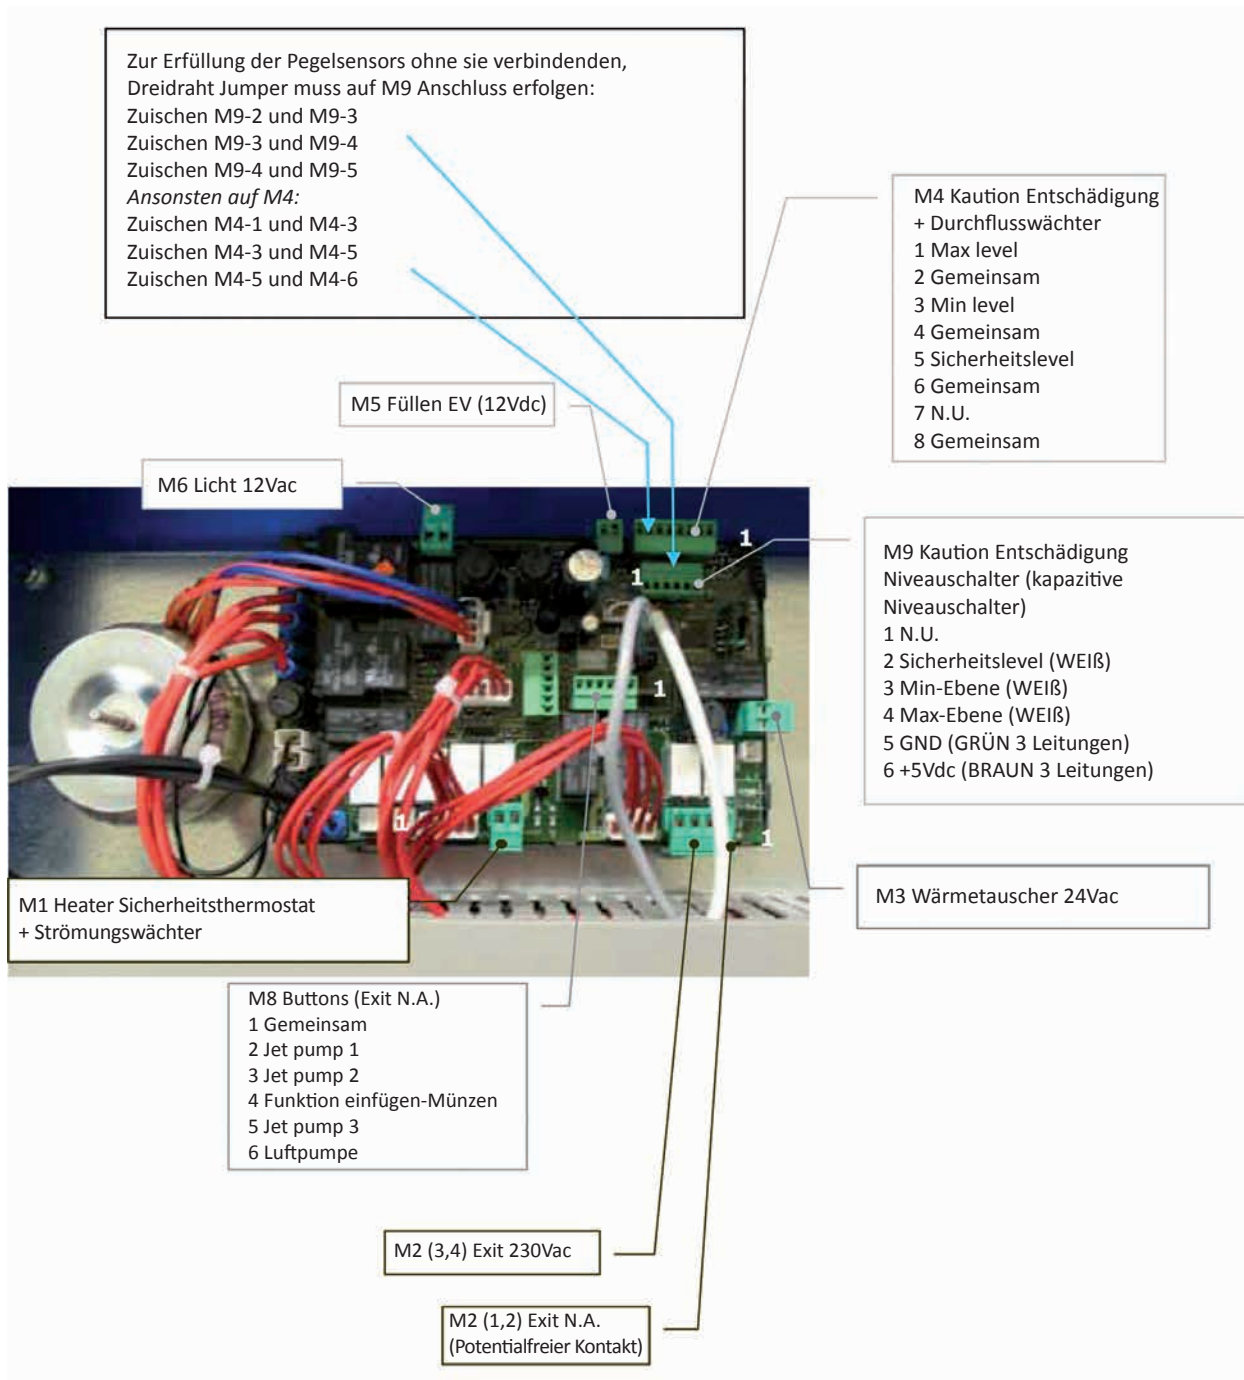 Zur Erfüllung der Pegelsensors ohne sie verbindenden,
Dreidraht Jumper muss auf M9 Anschluss erfolgen:
Zuischen M9-2 und M9-3
Zuischen M9-3 und M9-4
Zuischen M9-4 und M9-5
Ansonsten auf M4:
Zuischen M4-1 und M4-3
Zuischen M4-3 und M4-5
Zuischen M4-5 und M4-6
M4 Kaution Entschädigung
+ Durchflusswächter
1 Max level
2 Gemeinsam
3 Min level
4 Gemeinsam
5 Sicherheitslevel
6 Gemeinsam
7 N.U.
8 Gemeinsam
M5 Füllen EV (12Vdc)
M6 Licht 12Vac
1
1
1
1
1
M9 Kaution Entschädigung
Niveauschalter (kapazitive
Niveauschalter)
1 N.U.
2 Sicherheitslevel (WEIß)
3 Min-Ebene (WEIß)
4 Max-Ebene (WEIß)
5 GND (GRÜN 3 Leitungen)
6 +5Vdc (BRAUN 3 Leitungen)
M3 Wärmetauscher 24Vac
M1 Heater Sicherheitsthermostat
+ Strömungswächter
M8 Buttons (Exit N.A.)
1 Gemeinsam
2 Jet pump 1
3 Jet pump 2
4 Funktion einfügen-Münzen
5 Jet pump 3
6 Luftpumpe
M2 (3,4) Exit 230Vac
M2 (1,2) Exit N.A.
(Potentialfreier Kontakt)